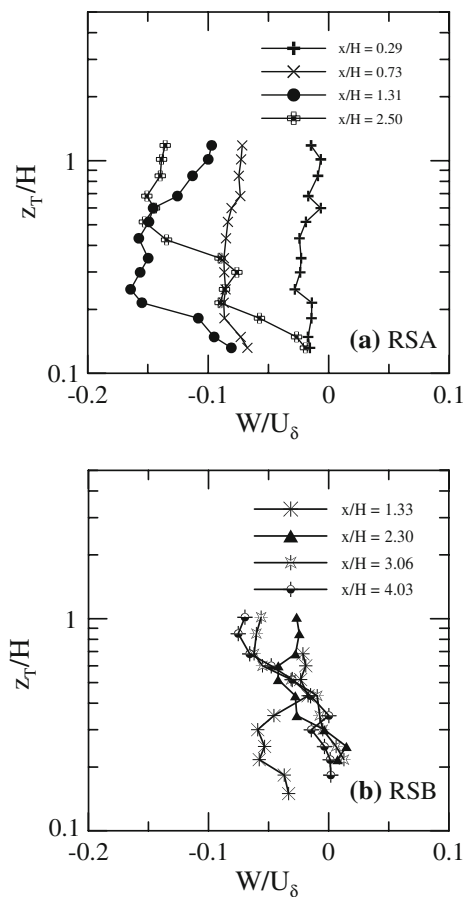 x/H = 0.29
x/H = 0.73
x/H = 1.31
x/H = 2.50
1
z_T/H
(a) RSA
0.1
-0.2 -0.1 0 0.1
W/U_δ
x/H = 1.33
x/H = 2.30
x/H = 3.06
x/H = 4.03
1
z_T/H
(b) RSB
0.1
-0.2 -0.1 0 0.1
W/U_δ